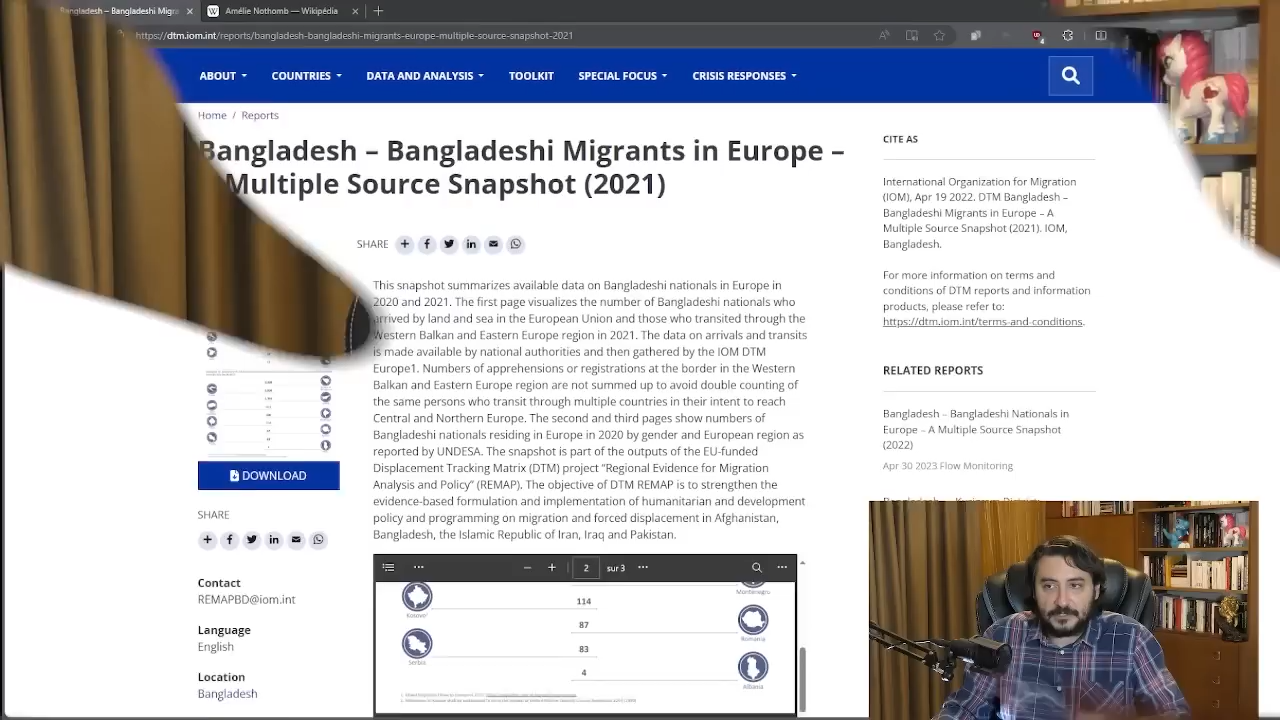 Bangladesh – Bangladeshi Migra
Amélie Nothomb — Wikipédia
https://dtm.iom.int/reports/bangladesh-bangladeshi-migrants-europe-multiple-source-snapshot-2021
ABOUT COUNTRIES DATA AND ANALYSIS TOOLKIT SPECIAL FOCUS CRISIS RESPONSES
Home / Reports
Bangladesh – Bangladeshi Migrants in Europe –
Multiple Source Snapshot (2021)
SHARE
This snapshot summarizes available data on Bangladeshi nationals in Europe in
2020 and 2021. The first page visualizes the number of Bangladeshi nationals who
arrived by land and sea in the European Union and those who transited through the
Western Balkan and Eastern Europe region in 2021. The data on arrivals and transits
is made available by national authorities and then gathered by the IOM DTM
Europe1. Numbers of apprehensions or registrations at the border in the Western
Balkan and Eastern Europe region are not summed up to avoid double counting of
the same persons who transit through multiple countries in their intent to reach
Central and Northern Europe. The second and third pages show numbers of
Bangladeshi nationals residing in Europe in 2020 by gender and European region as
reported by UNDESA. The snapshot is part of the outputs of the EU-funded
Displacement Tracking Matrix (DTM) project “Regional Evidence for Migration
Analysis and Policy” (REMAP). The objective of DTM REMAP is to strengthen the
evidence-based formulation and implementation of humanitarian and development
policy and programming on migration and forced displacement in Afghanistan,
Bangladesh, the Islamic Republic of Iran, Iraq and Pakistan.
DOWNLOAD
SHARE
Contact
REMAPBD@iom.int
Language
English
Location
Bangladesh
2 sur 3
Montenegro
114
Kosovo*
87
Romania
83
Serbia
4
Albania
CITE AS
International Organization for Migration
(IOM), Apr 19 2022. DTM Bangladesh –
Bangladeshi Migrants in Europe – A
Multiple Source Snapshot (2021). IOM,
Bangladesh.
For more information on terms and
conditions of DTM reports and information
products, please refer to:
https://dtm.iom.int/terms-and-conditions.
RELATED REPORTS
Bangladesh – Bangladeshi Nationals in
Europe – A Multiple Source Snapshot
(2022)
Apr 30 2023 Flow Monitoring